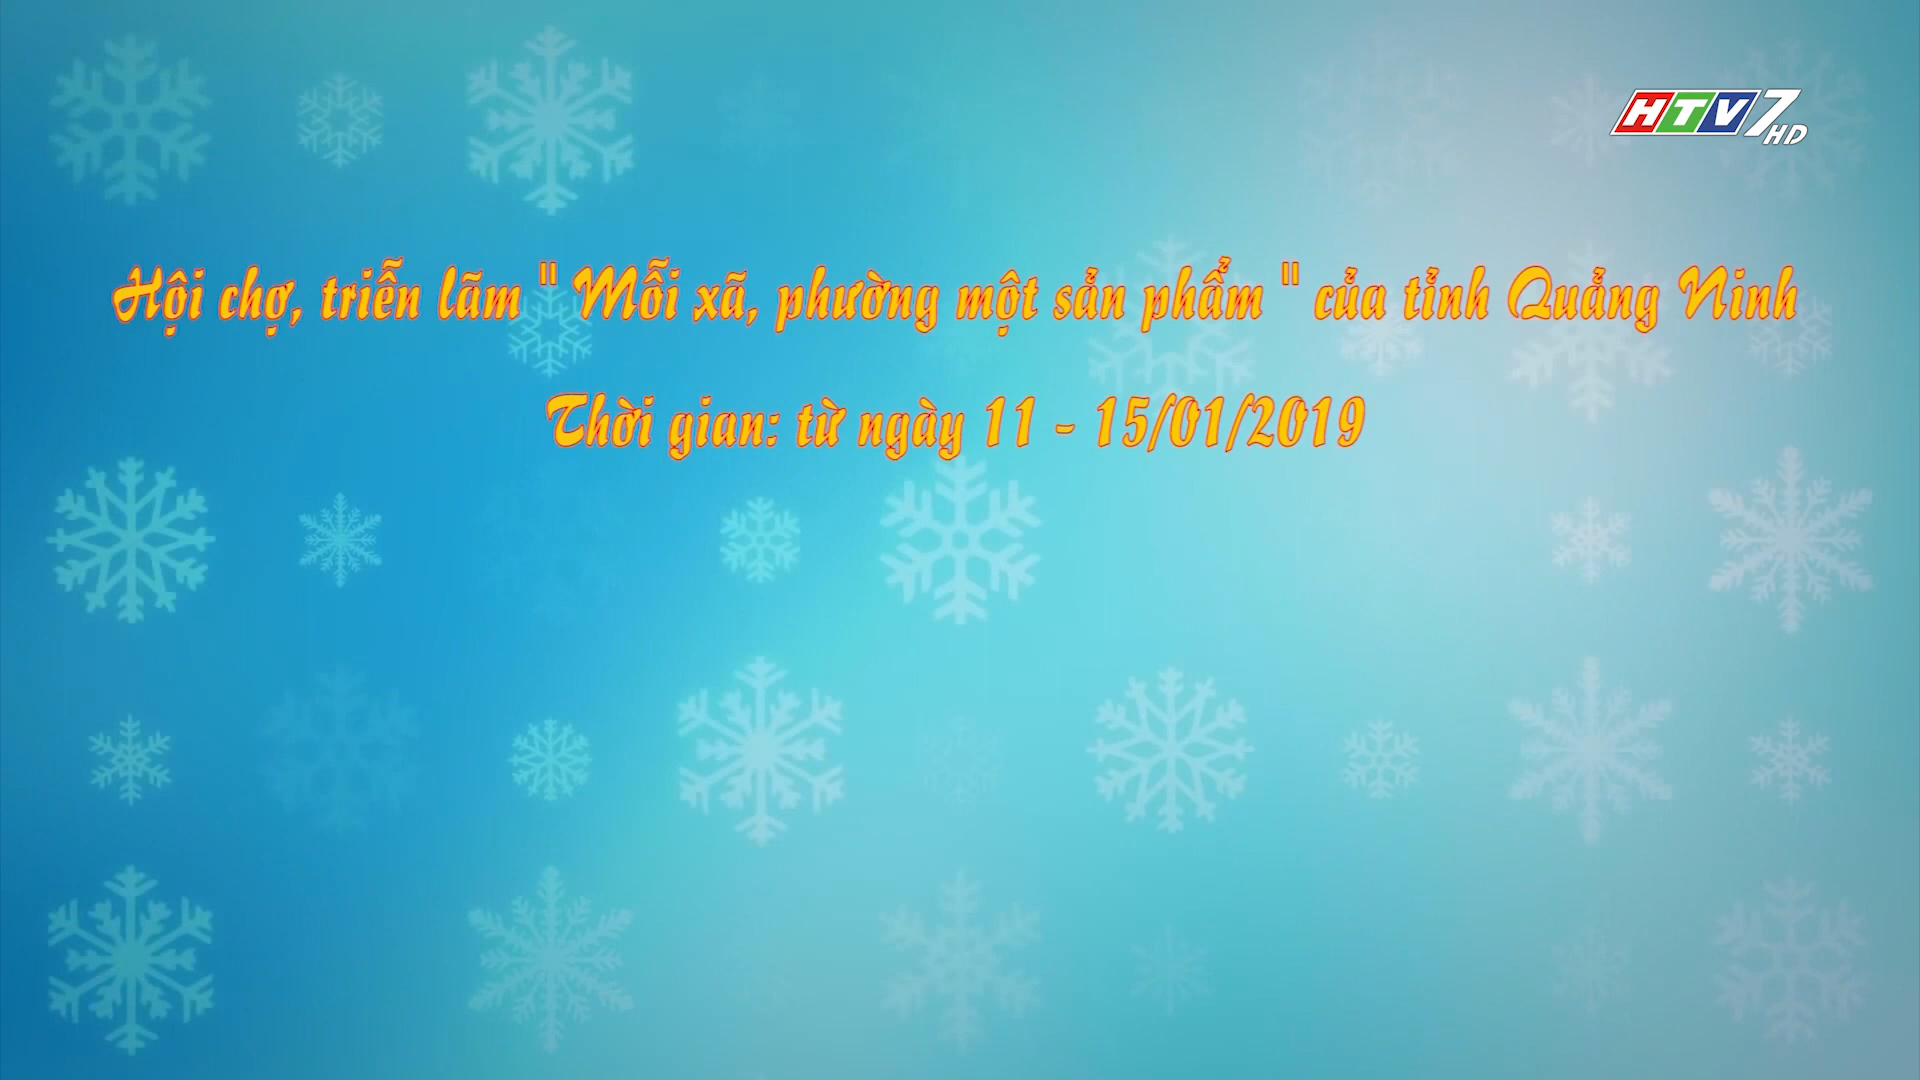 HTV7 HD
Hội chợ, triễn lãm " Mỗi xã, phường một sản phẩm " của tỉnh Quảng Ninh
Thời gian: từ ngày 11 - 15/01/2019